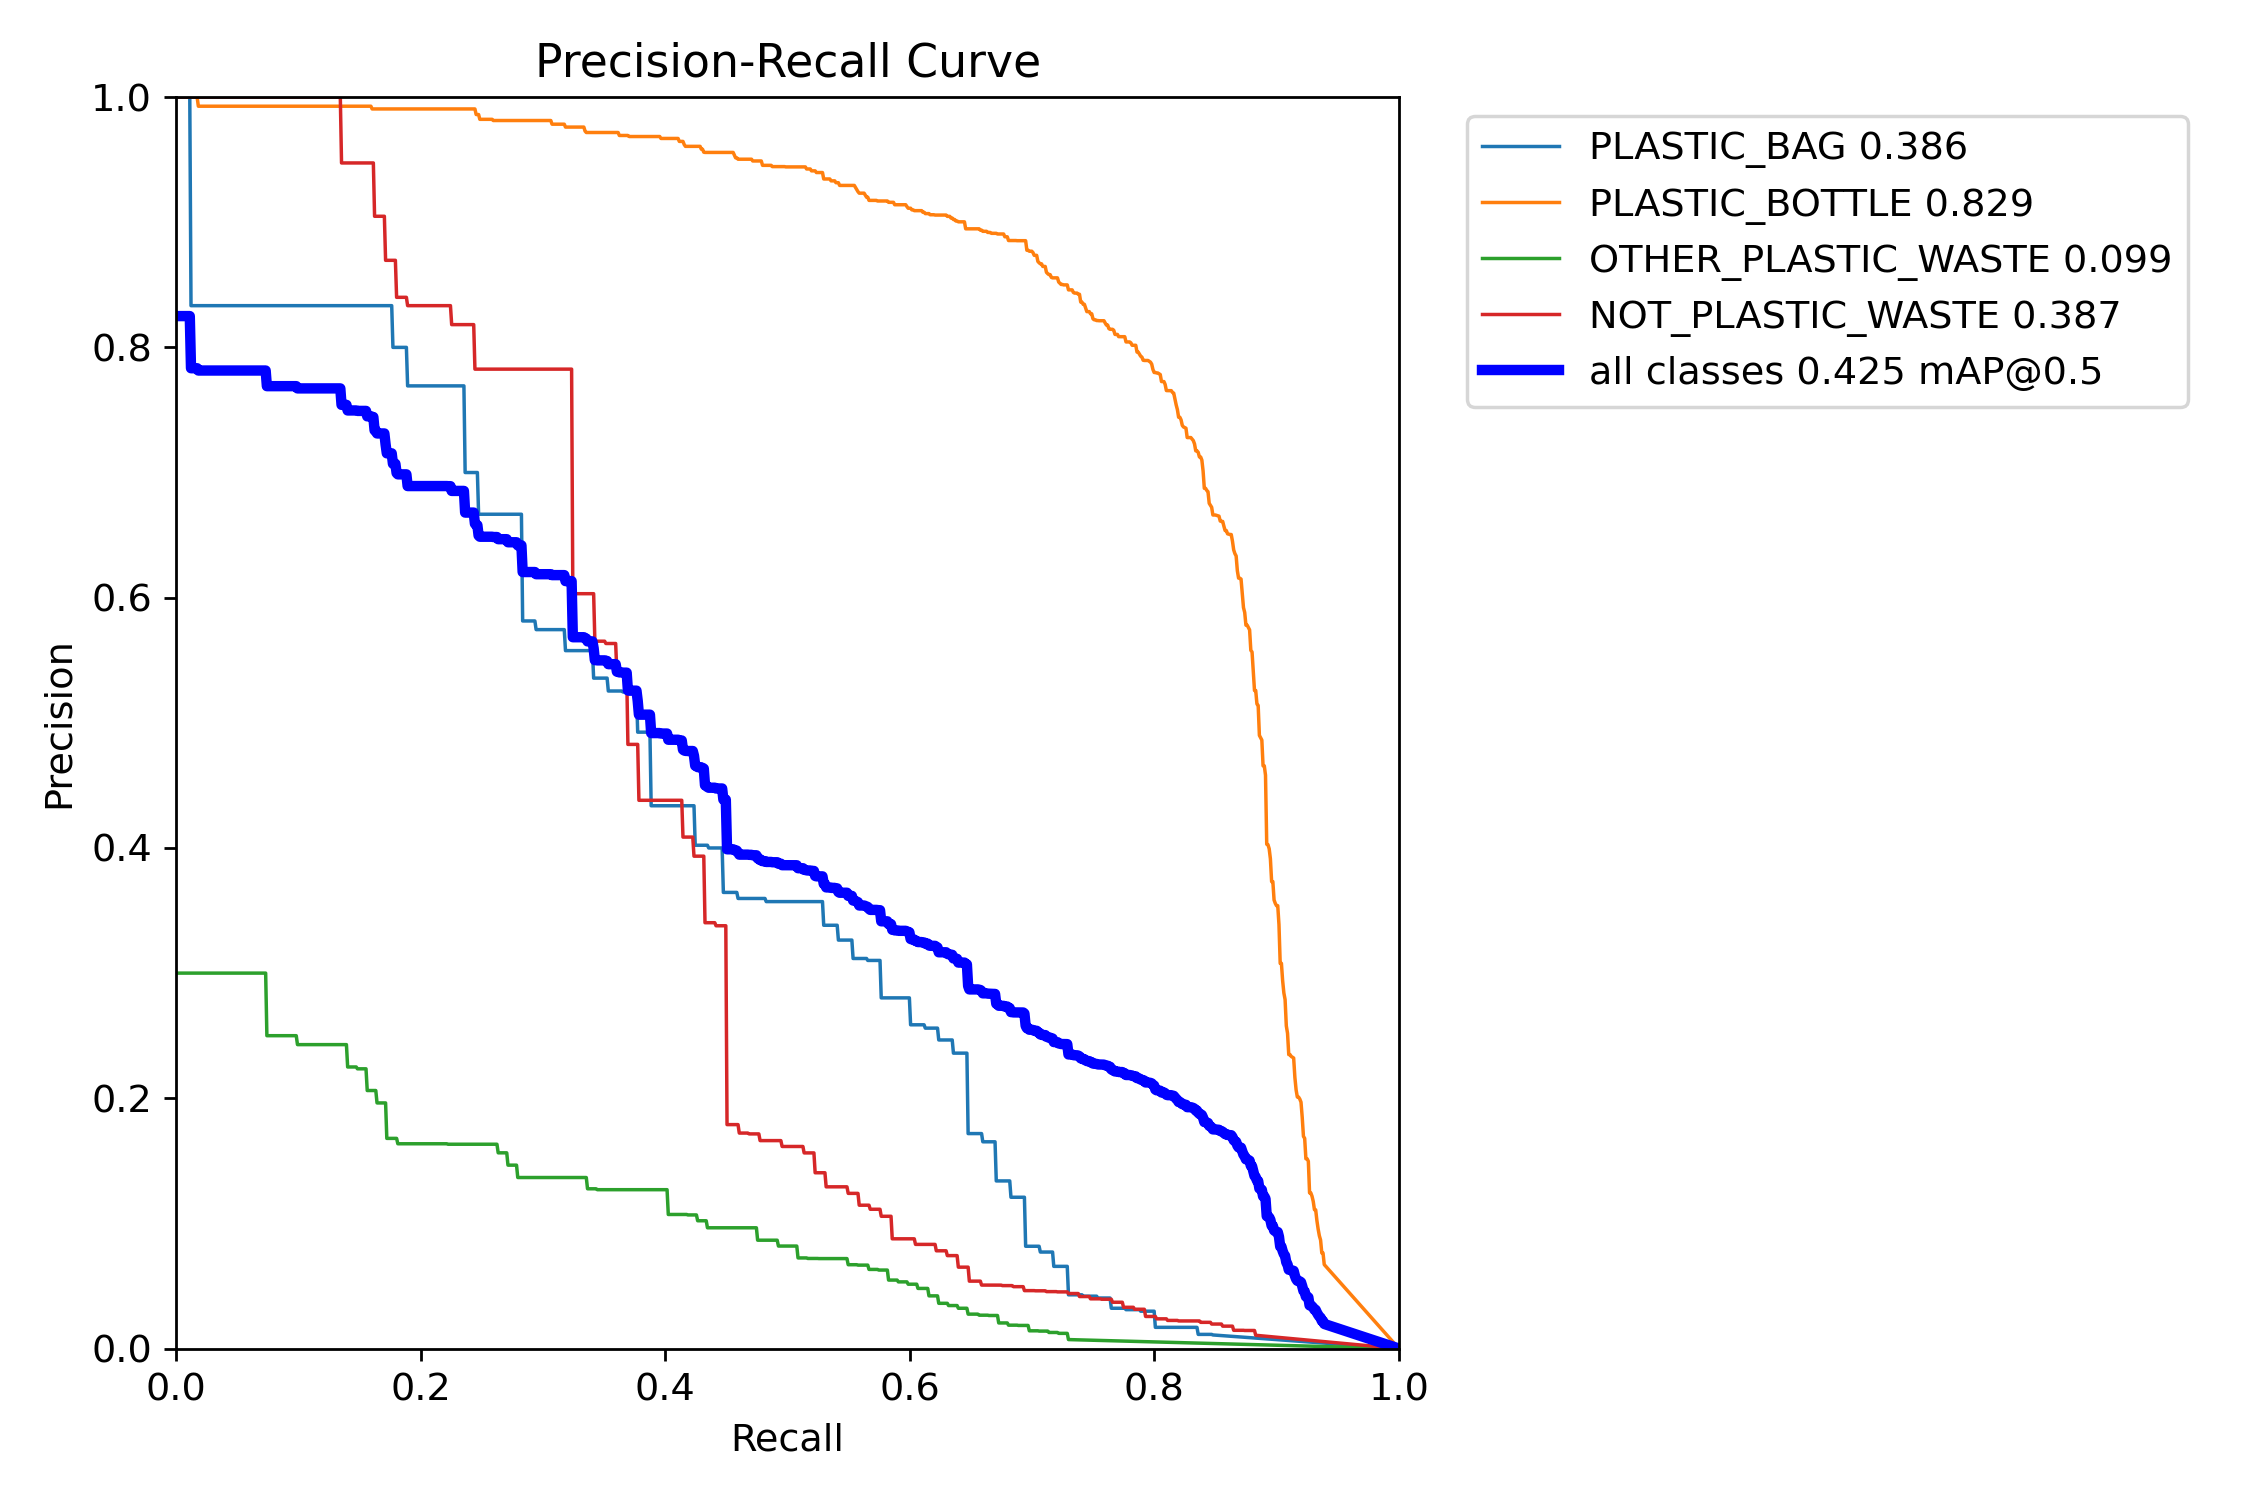 Precision-Recall Curve
1.0
0.8
0.6
0.4
0.2
0.0
Precision
0.0 0.2 0.4 0.6 0.8 1.0
Recall
PLASTIC_BAG 0.386
PLASTIC_BOTTLE 0.829
OTHER_PLASTIC_WASTE 0.099
NOT_PLASTIC_WASTE 0.387
all classes 0.425 mAP@0.5